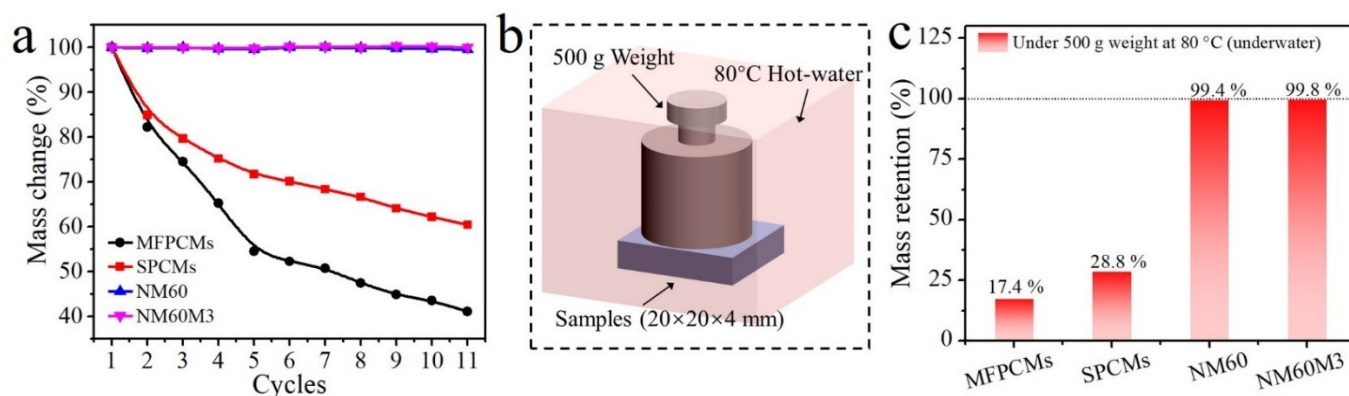 a
Mass change (%)
100
90
80
70
60
50
40
MFPCMs
SPCMs
NM60
NM60M3
1 2 3 4 5 6 7 8 9 10 11
Cycles
b
500 g Weight
80°C Hot-water
Samples (20×20×4 mm)
c
Mass retention (%)
125
100
75
50
25
0
Under 500 g weight at 80 °C (underwater)
17.4 %
28.8 %
99.4 %
99.8 %
MFPCMs SPCMs NM60 NM60M3